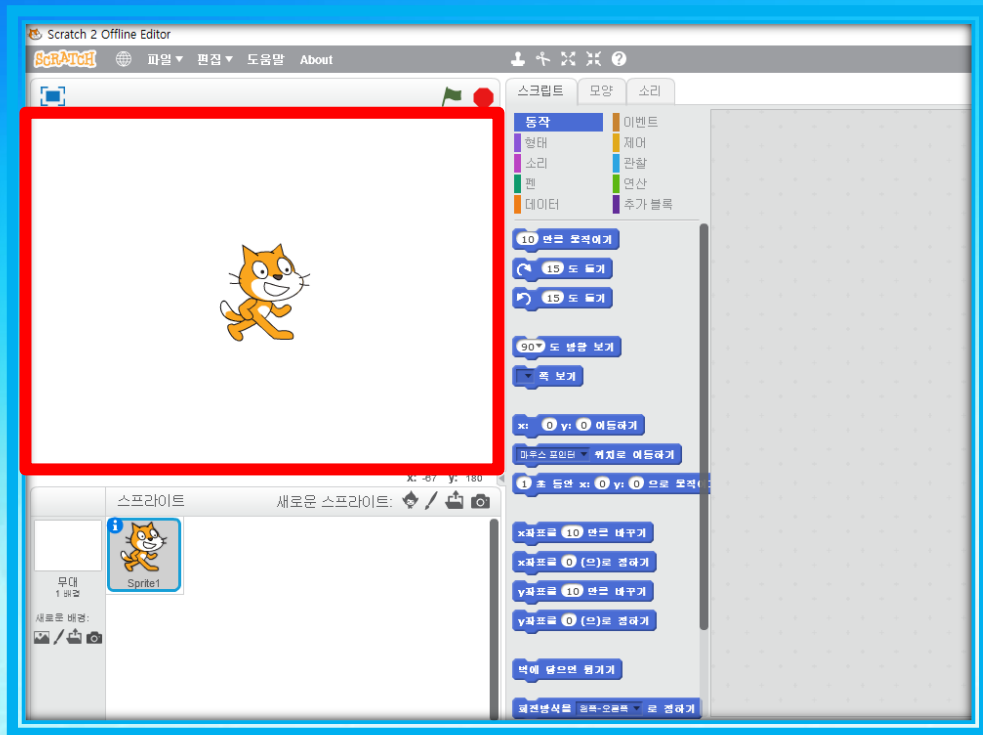 Scratch 2 Offline Editor
SCRATCH 파일▼ 편집▼ 도움말 About
스크립트 모양 소리
동작 이벤트
형태 제어
소리 관찰
펜 연산
데이터 추가 블록
10 만큼 움직이기
15 도 돌기
15 도 돌기
90▼ 도 방향 보기
▼ 쪽 보기
x: 0 y: 0 이동하기
마우스 포인터 ▼ 위치로 이동하기
1 초 동안 x: 0 y: 0 으로 움직이
x좌표를 10 만큼 바꾸기
x좌표를 0 (으)로 정하기
y좌표를 10 만큼 바꾸기
y좌표를 0 (으)로 정하기
벽에 닿으면 튕기기
회전방식을 왼쪽-오른쪽 ▼ 로 정하기
x: -67 y: 180
스프라이트 새로운 스프라이트:
Sprite1
무대
1 배경
새로운 배경: